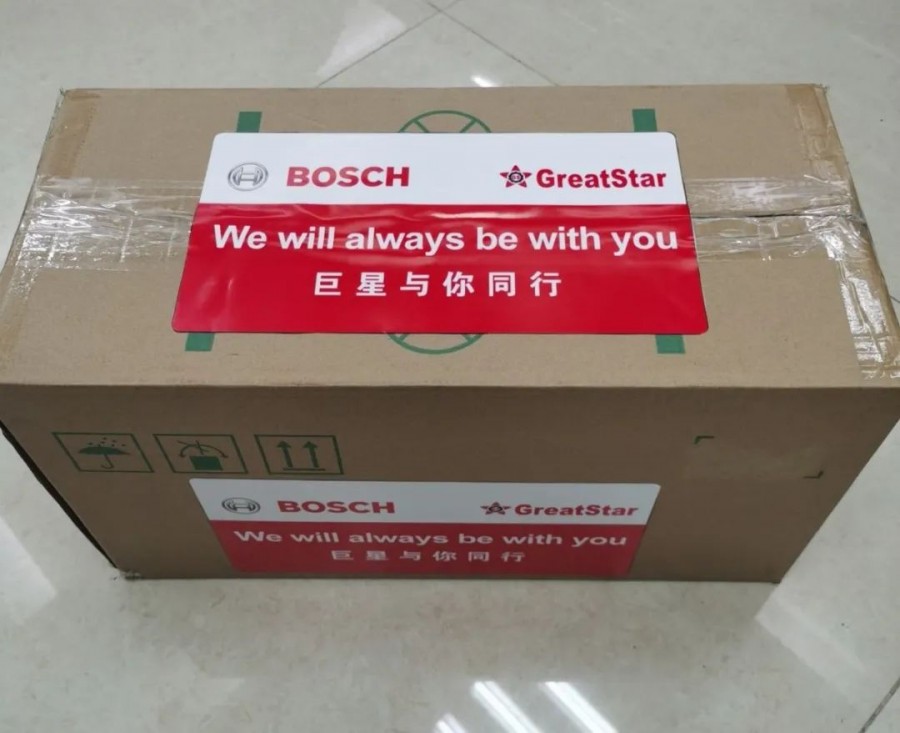 BOSCH GreatStar
We will always be with you
巨星与你同行
BOSCH GreatStar
We will always be with you
巨星与你同行